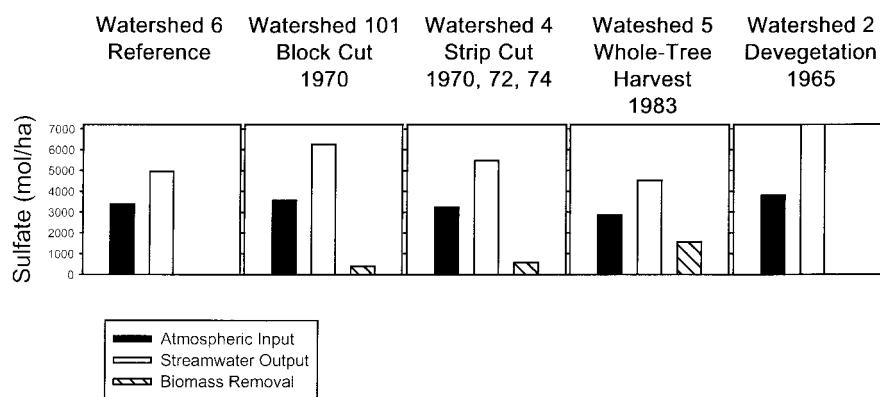 Watershed 6
Reference
Watershed 101
Block Cut
1970
Watershed 4
Strip Cut
1970, 72, 74
Wateshed 5
Whole-Tree
Harvest
1983
Watershed 2
Devegetation
1965
Sulfate (mol/ha)
7000
6000
5000
4000
3000
2000
1000
0
Atmospheric Input
Streamwater Output
Biomass Removal